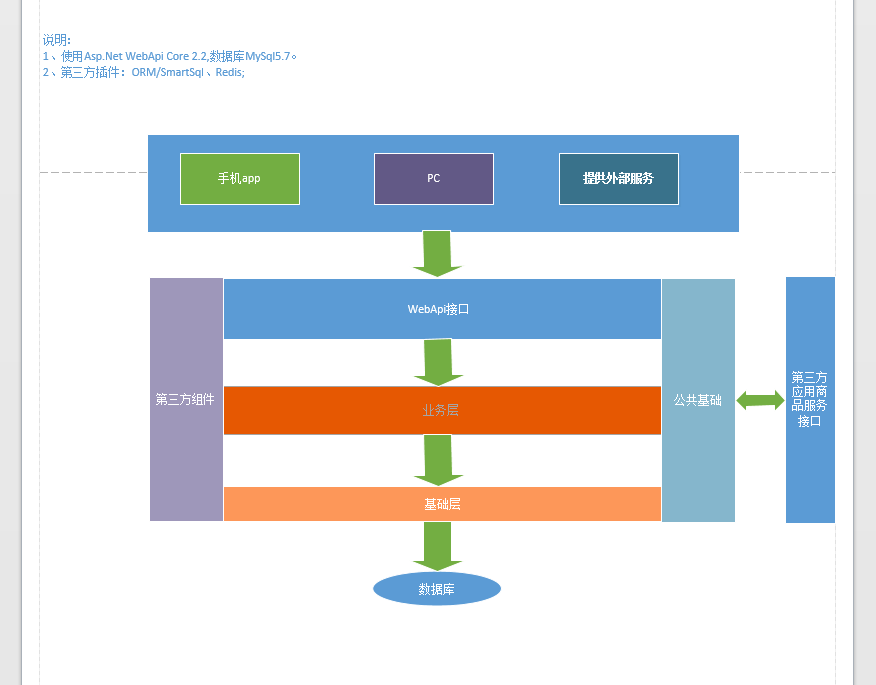 说明:
1、使用Asp.Net WebApi Core 2.2,数据库MySql5.7。
2、第三方插件：ORM/SmartSql、Redis;
手机app
PC
提供外部服务
WebApi接口
第三方组件
业务层
公共基础
第三方
应用商
品服务
接口
基础层
数据库